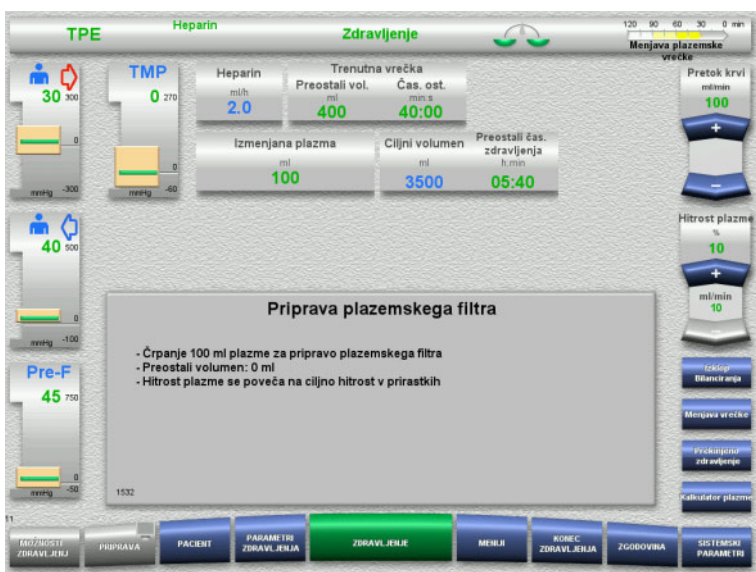 TPE
Heparin
Zdravljenje
120 90 60 30 0 min
Menjava plazemske
vrečke
30 300
0
mmHg -300
TMP
0 270
0
mmHg -60
Heparin
ml/h
2.0
Trenutna vrečka
Preostali vol. Čas. ost.
ml min:s
400 40:00
Izmenjana plazma
ml
100
Ciljni volumen Preostali čas.
zdravljenja
ml h:min
3500 05:40
Pretok krvi
ml/min
100
+
−
40 500
0
mmHg -100
Hitrost plazme
%
10
+
ml/min
10
−
Pre-F
45 750
0
mmHg -50
Priprava plazemskega filtra
- Črpanje 100 ml plazme za pripravo plazemskega filtra
- Preostali volumen: 0 ml
- Hitrost plazme se poveča na ciljno hitrost v prirastkih
1532
Izklop
Bilanciranja
Menjava vrečke
Prekinjeno
zdravljenje
Kalkulator plazme
11
MOŽNOSTI
ZDRAVLJENJ
PRIPRAVA
PACIENT
PARAMETRI
ZDRAVLJENJA
ZDRAVLJENJE
MENIJI
KONEC
ZDRAVLJENJA
ZGODOVINA
SISTEMSKI
PARAMETRI